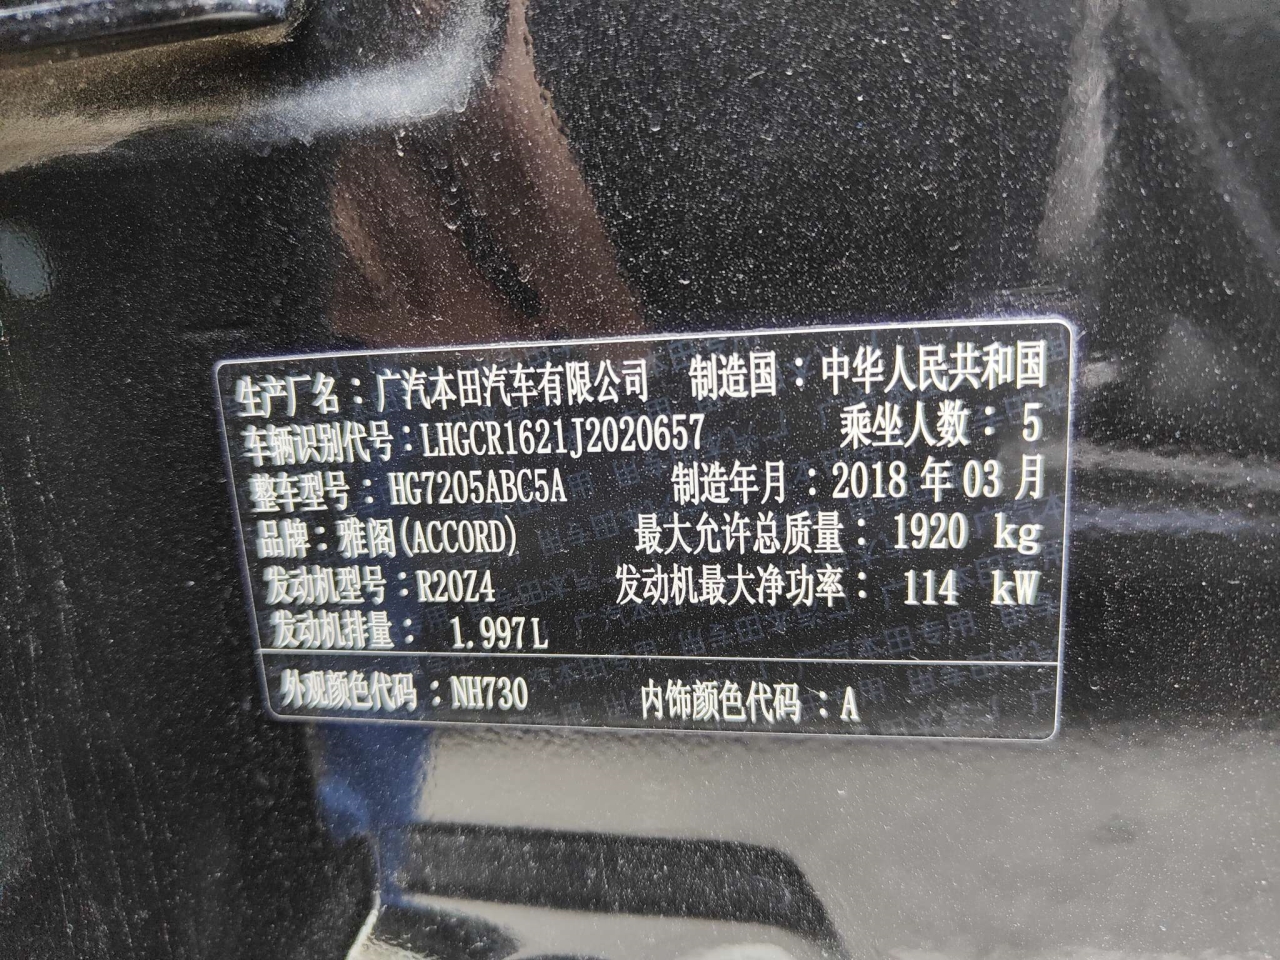 生产厂名：广汽本田汽车有限公司 制造国：中华人民共和国
车辆识别代号：LHGCR1621J2020657 乘坐人数：5
整车型号：HG7205ABC5A 制造年月：2018 年 03 月
品牌：雅阁(ACCORD) 最大允许总质量：1920 kg
发动机型号：R20Z4 发动机最大净功率：114 kW
发动机排量：1.997L
外观颜色代码：NH730 内饰颜色代码：A